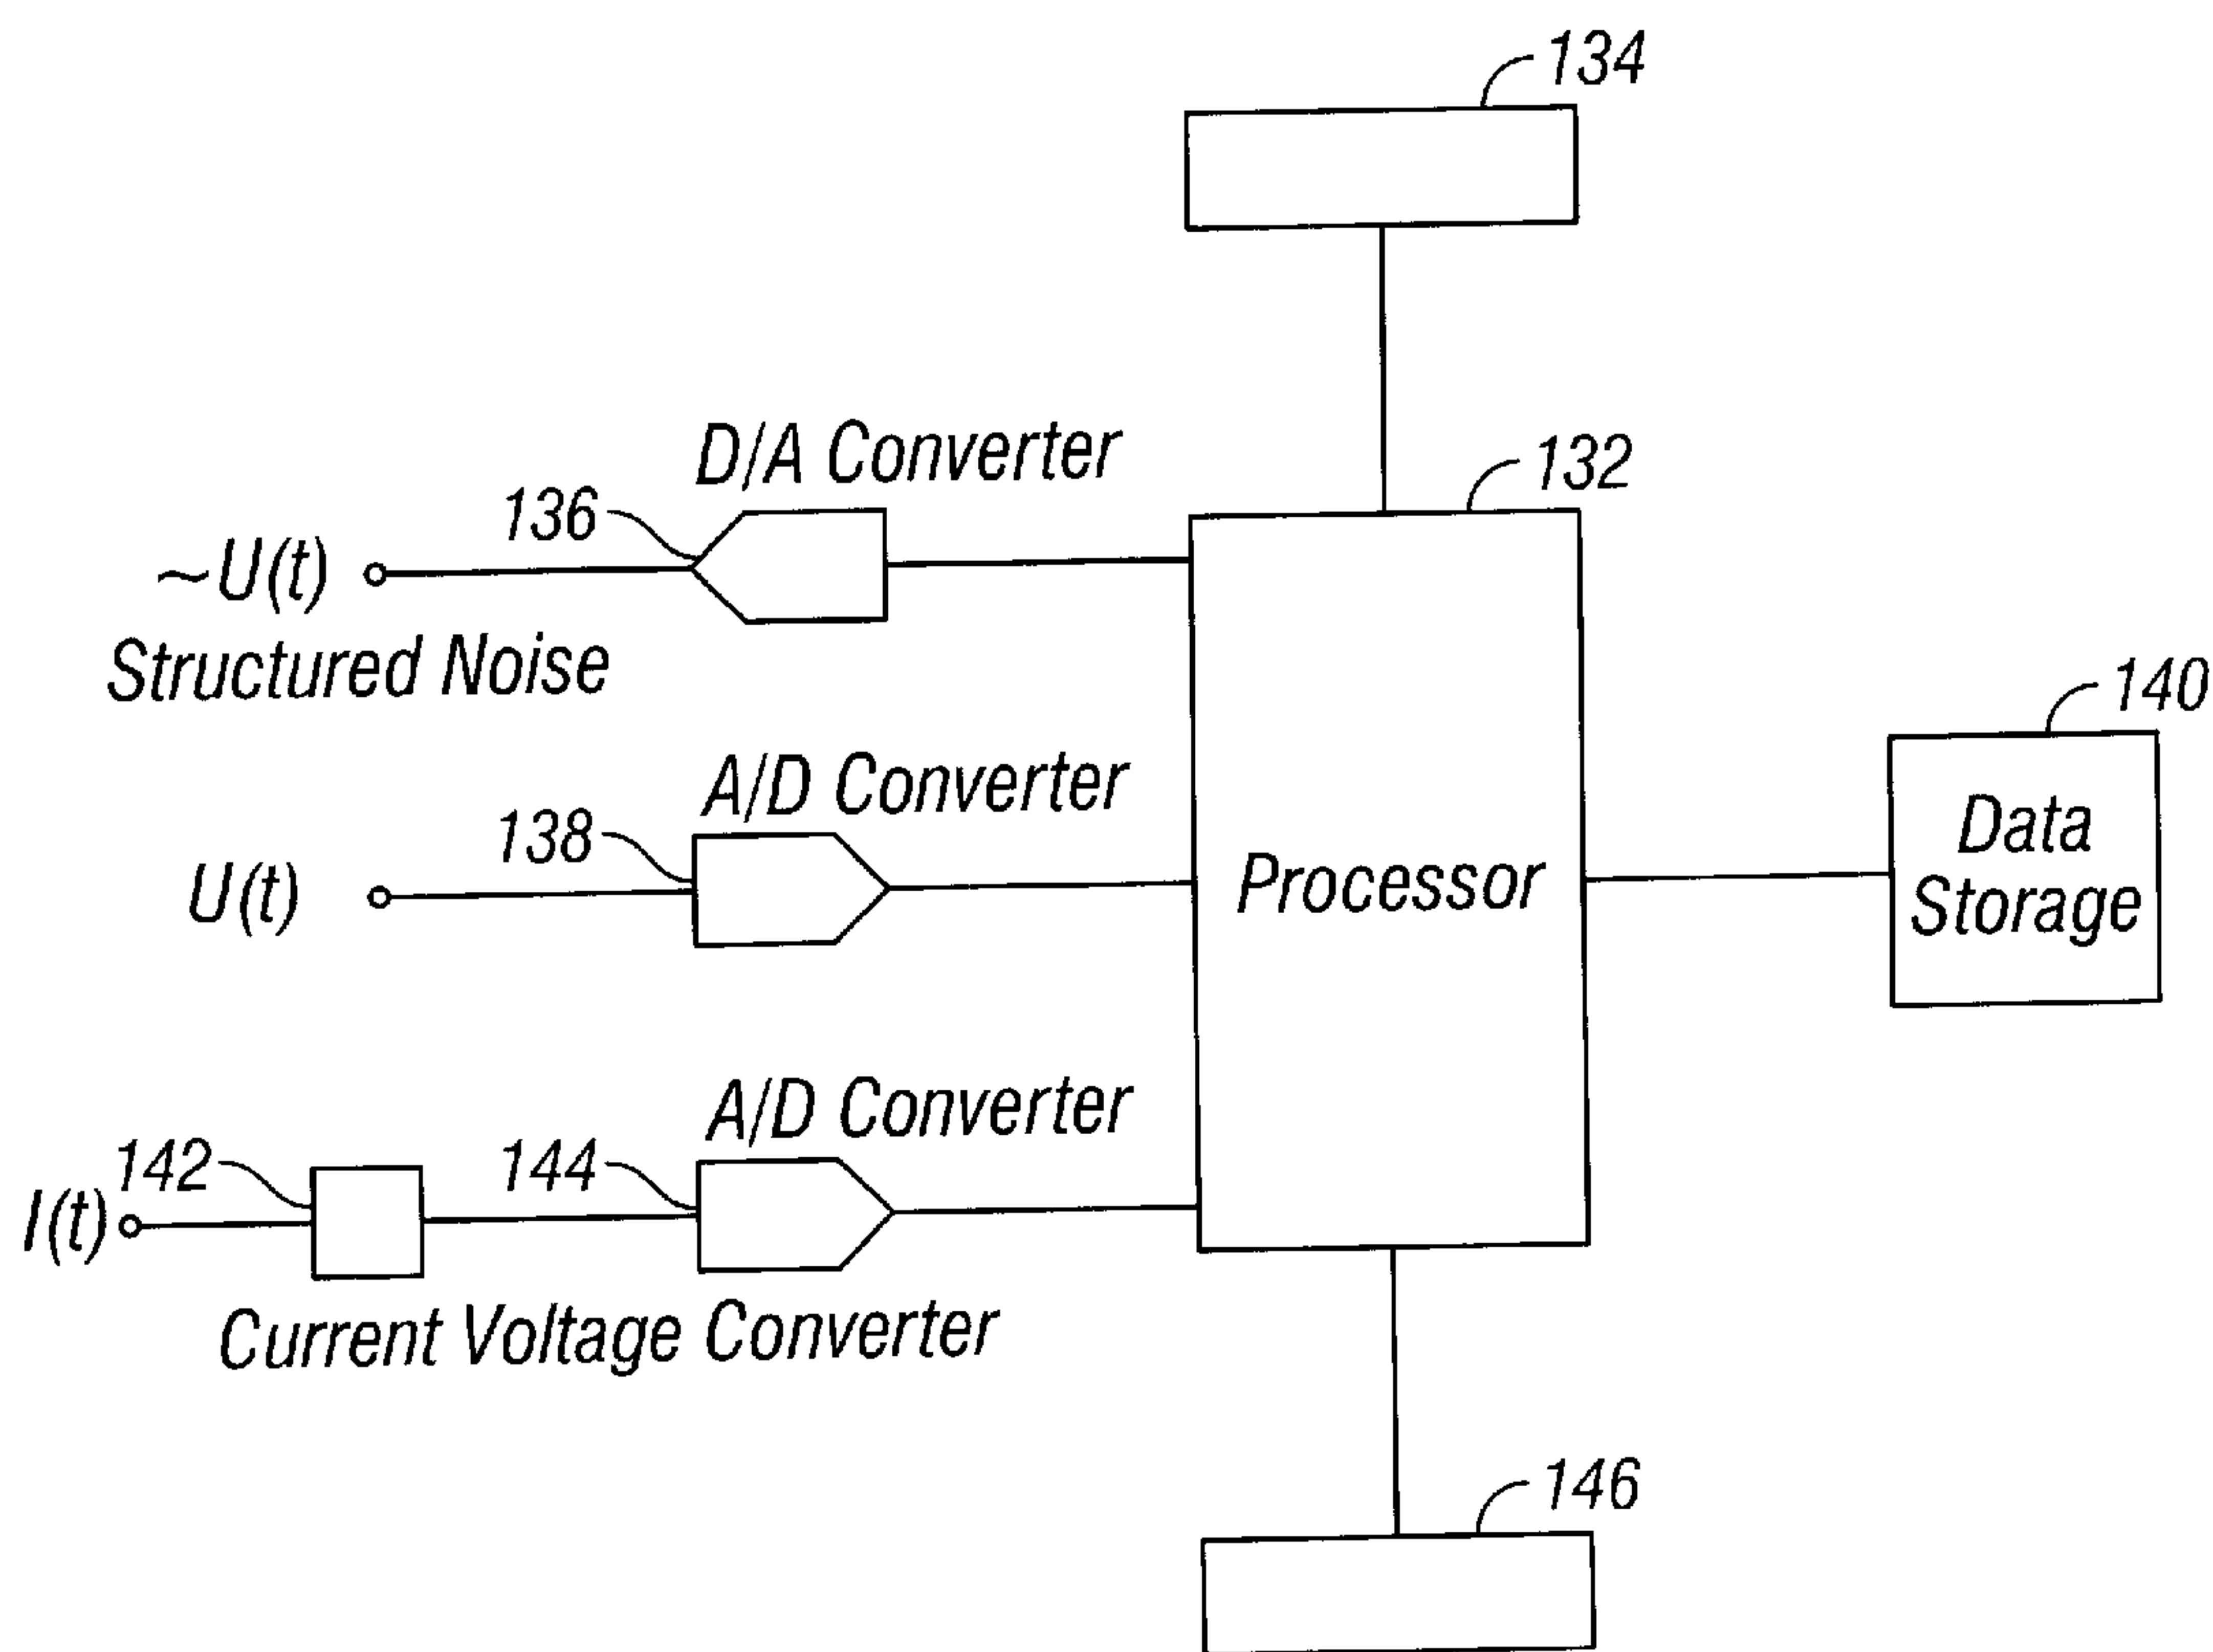 134
D/A Converter
132
136
~U(t)
Structured Noise
140
A/D Converter
138
Data
Storage
Processor
U(t)
A/D Converter
142
144
I(t)
Current Voltage Converter
146